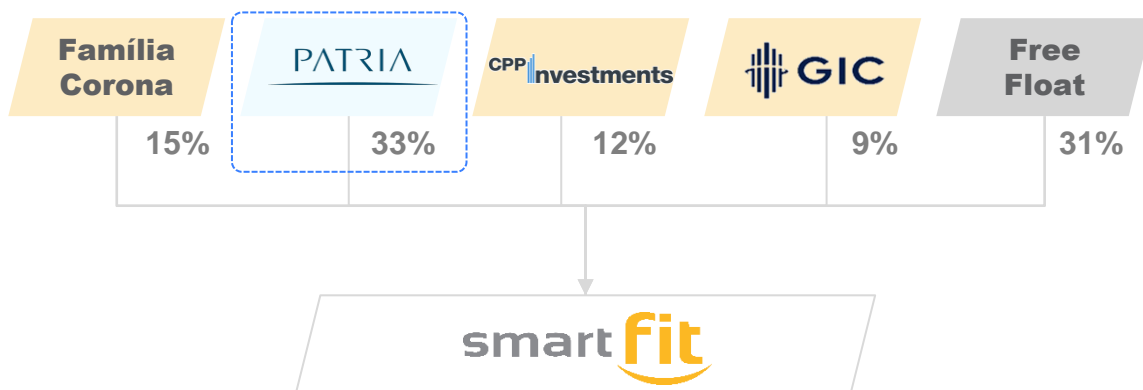 Família
Corona
PATRIA
CPP Investments
GIC
Free
Float
15%
33%
12%
9%
31%
smart fit